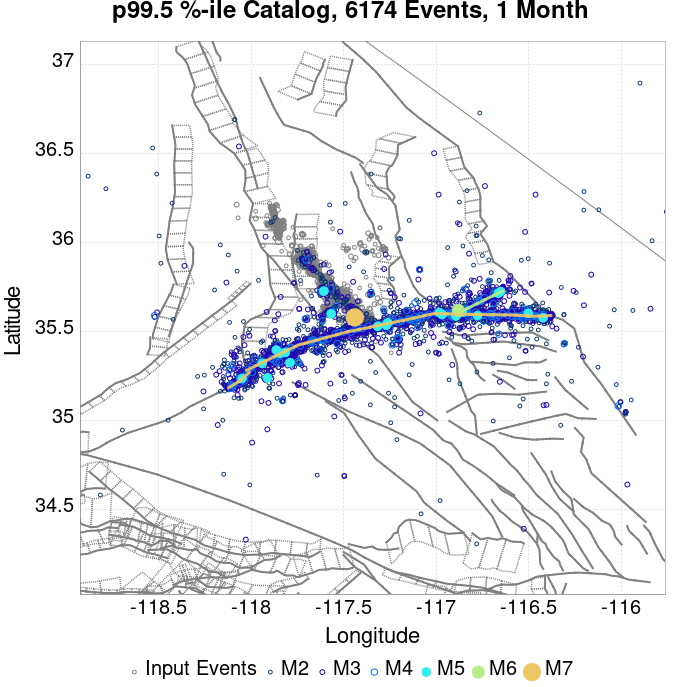 p99.5 %-ile Catalog, 6174 Events, 1 Month
37
36.5
36
35.5
35
34.5
Latitude
-118.5 -118 -117.5 -117 -116.5 -116
Longitude
Input Events M2 M3 M4 M5 M6 M7